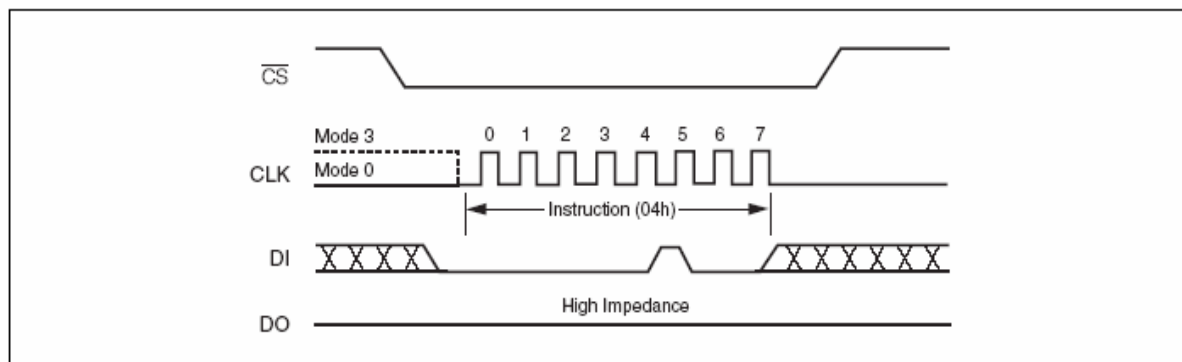 CS
Mode 3
0 1 2 3 4 5 6 7
CLK
Mode 0
Instruction (04h)
DI
High Impedance
DO